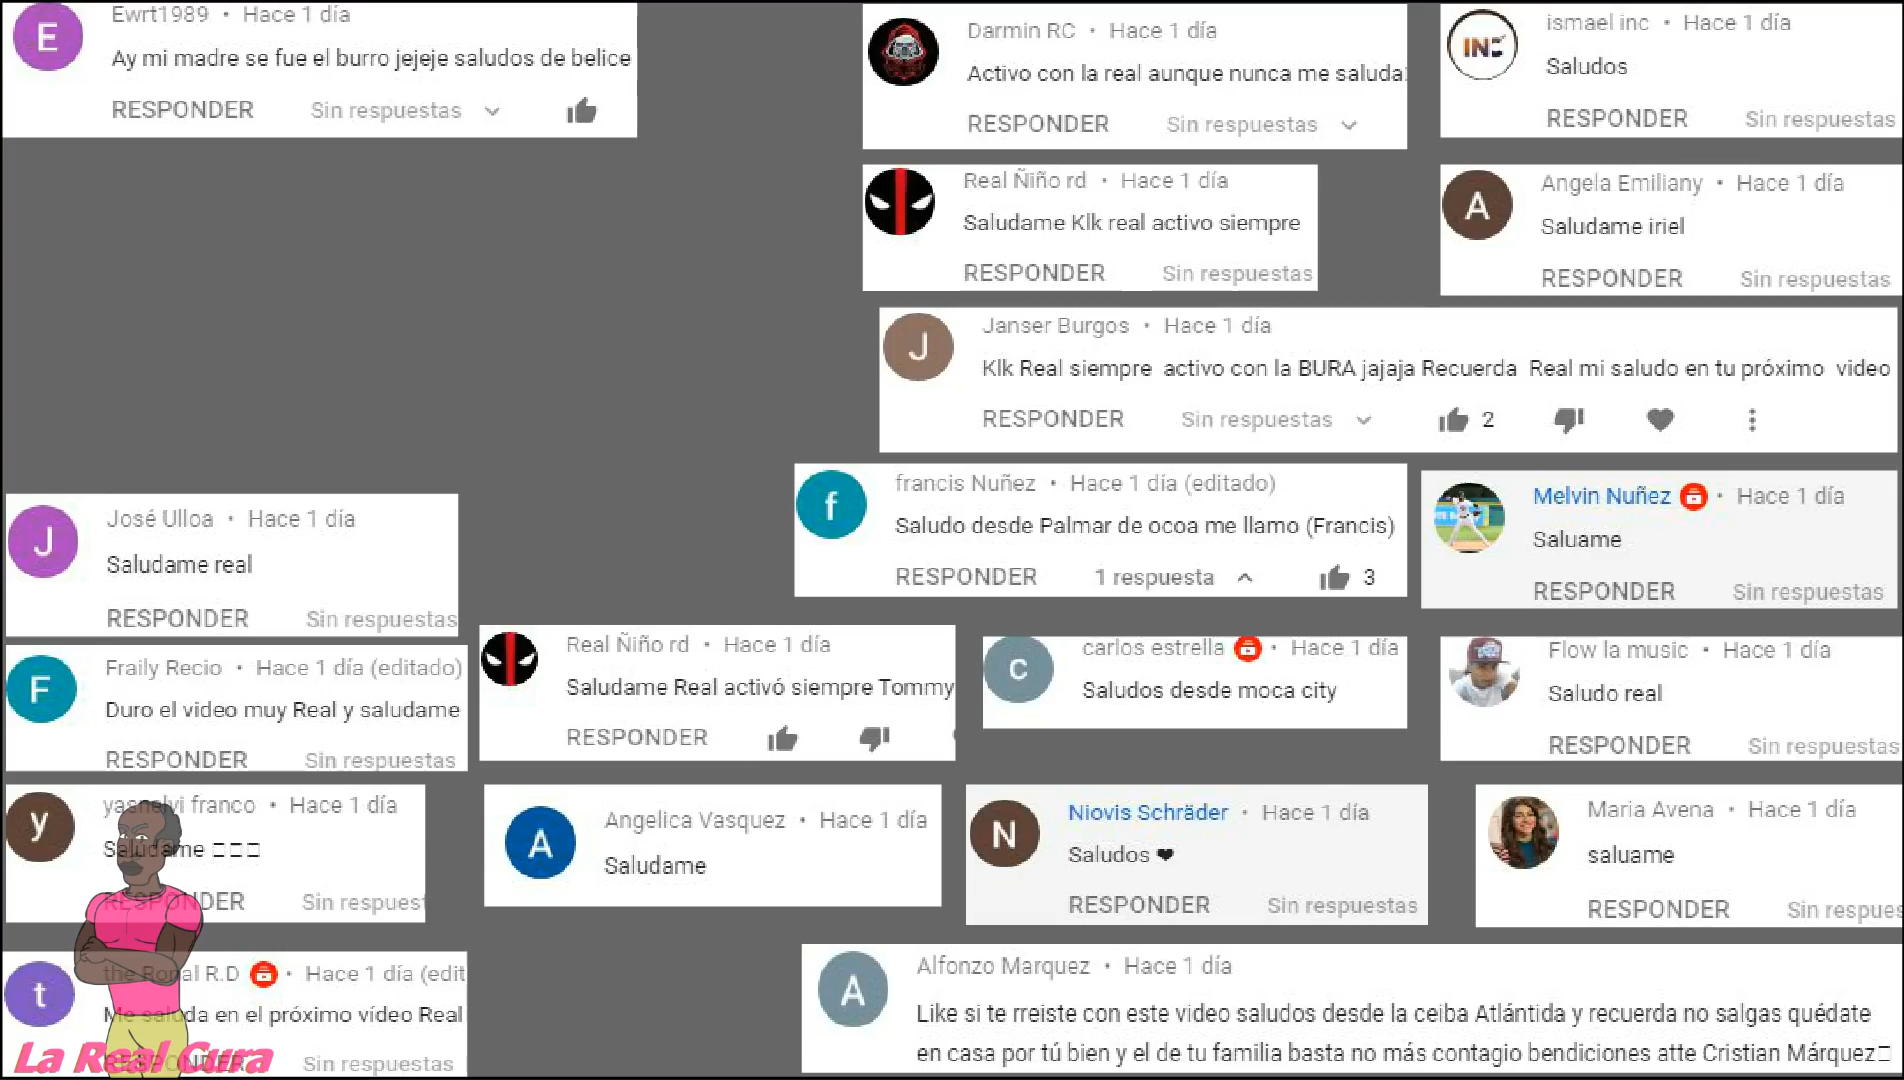 Ewrt1989 • Hace 1 día
Ay mi madre se fue el burro jejeje saludos de belice
RESPONDER Sin respuestas
Darmin RC • Hace 1 día
Activo con la real aunque nunca me saluda
RESPONDER Sin respuestas
INC
ismael inc • Hace 1 día
Saludos
RESPONDER Sin respuestas
Real Ñiño rd • Hace 1 día
Saludame Klk real activo siempre
RESPONDER Sin respuestas
A
Angela Emiliany • Hace 1 día
Saludame iriel
RESPONDER Sin respuestas
J
Janser Burgos • Hace 1 día
Klk Real siempre activo con la BURA jajaja Recuerda Real mi saludo en tu próximo video
RESPONDER Sin respuestas 2
f
francis Nuñez • Hace 1 día (editado)
Saludo desde Palmar de ocoa me llamo (Francis)
RESPONDER 1 respuesta 3
Melvin Nuñez • Hace 1 día
Saluame
RESPONDER Sin respuestas
J
José Ulloa • Hace 1 día
Saludame real
RESPONDER Sin respuestas
F
Fraily Recio • Hace 1 día (editado)
Duro el video muy Real y saludame
RESPONDER Sin respuestas
Real Ñiño rd • Hace 1 día
Saludame Real activó siempre Tommy
RESPONDER
c
carlos estrella • Hace 1 día
Saludos desde moca city
Flow la music • Hace 1 día
Saludo real
RESPONDER Sin respuestas
y
yasnelvi franco • Hace 1 día
Saludame □□□
RESPONDER Sin respuest
A
Angelica Vasquez • Hace 1 día
Saludame
N
Niovis Schräder • Hace 1 día
Saludos ❤
RESPONDER Sin respuestas
Maria Avena • Hace 1 día
saluame
RESPONDER Sin respues
t
the Ronal R.D • Hace 1 día (edit
Me saluda en el próximo vídeo Real
RESPONDER Sin respuestas
La Real Cura
A
Alfonzo Marquez • Hace 1 día
Like si te rreiste con este video saludos desde la ceiba Atlántida y recuerda no salgas quédate
en casa por tú bien y el de tu familia basta no más contagio bendiciones atte Cristian Márquez□